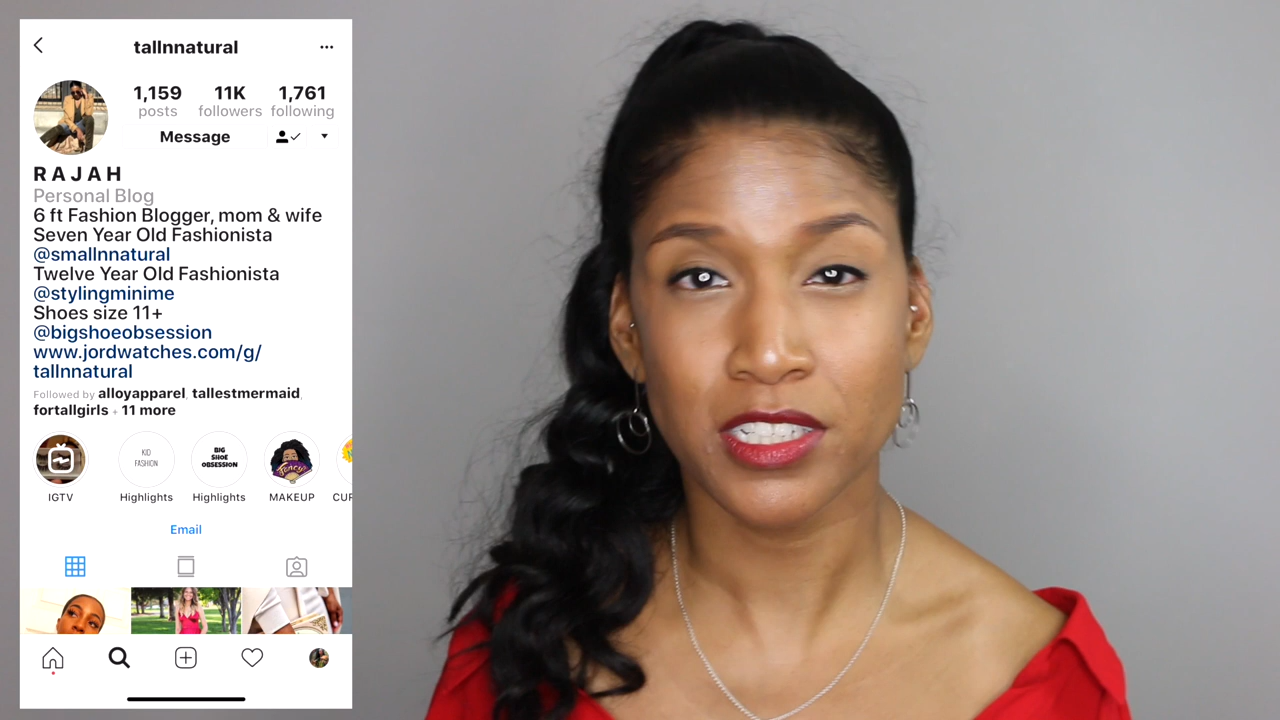 tallnnatural
1,159 11K 1,761
posts followers following
Message
R A J A H
Personal Blog
6 ft Fashion Blogger, mom & wife
Seven Year Old Fashionista
@smallnnatural
Twelve Year Old Fashionista
@stylingminime
Shoes size 11+
@bigshoeobsession
www.jordwatches.com/g/
tallnnatural
Followed by alloyapparel, tallestmermaid,
fortallgirls + 11 more
KID
FASHION
BIG
SHOE
OBSESSION
Fancy
IGTV Highlights Highlights MAKEUP CUR
Email